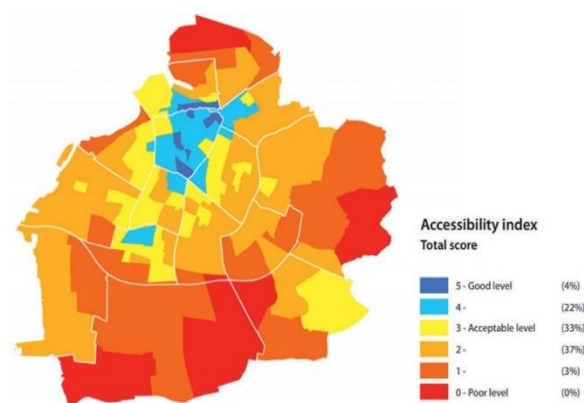 Accessibility index
Total score
5 - Good level (4%)
4 - (22%)
3 - Acceptable level (33%)
2 - (37%)
1 - (3%)
0 - Poor level (0%)